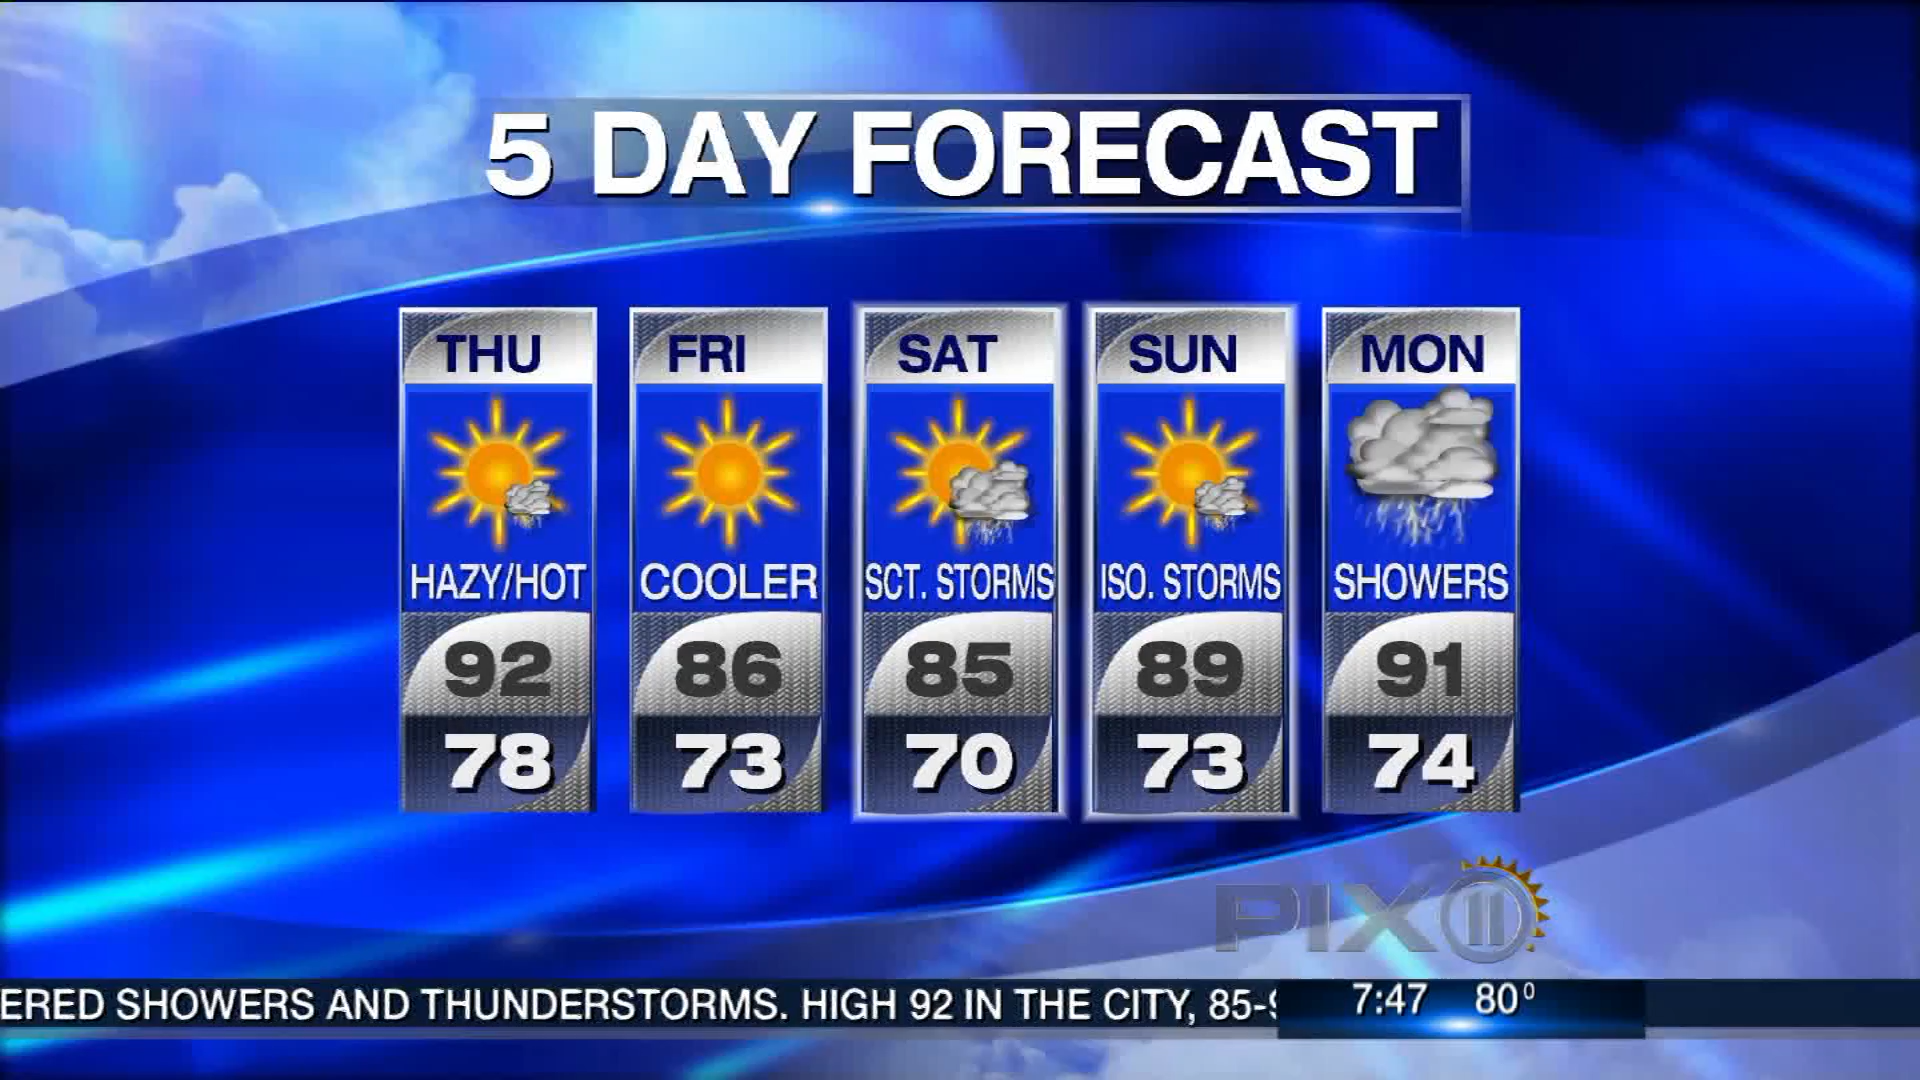 5 DAY FORECAST
THU FRI SAT SUN MON
HAZY/HOT COOLER SCT. STORMS ISO. STORMS SHOWERS
92 86 85 89 91
78 73 70 73 74
PIX 11
ERED SHOWERS AND THUNDERSTORMS. HIGH 92 IN THE CITY, 85-
7:47 80°